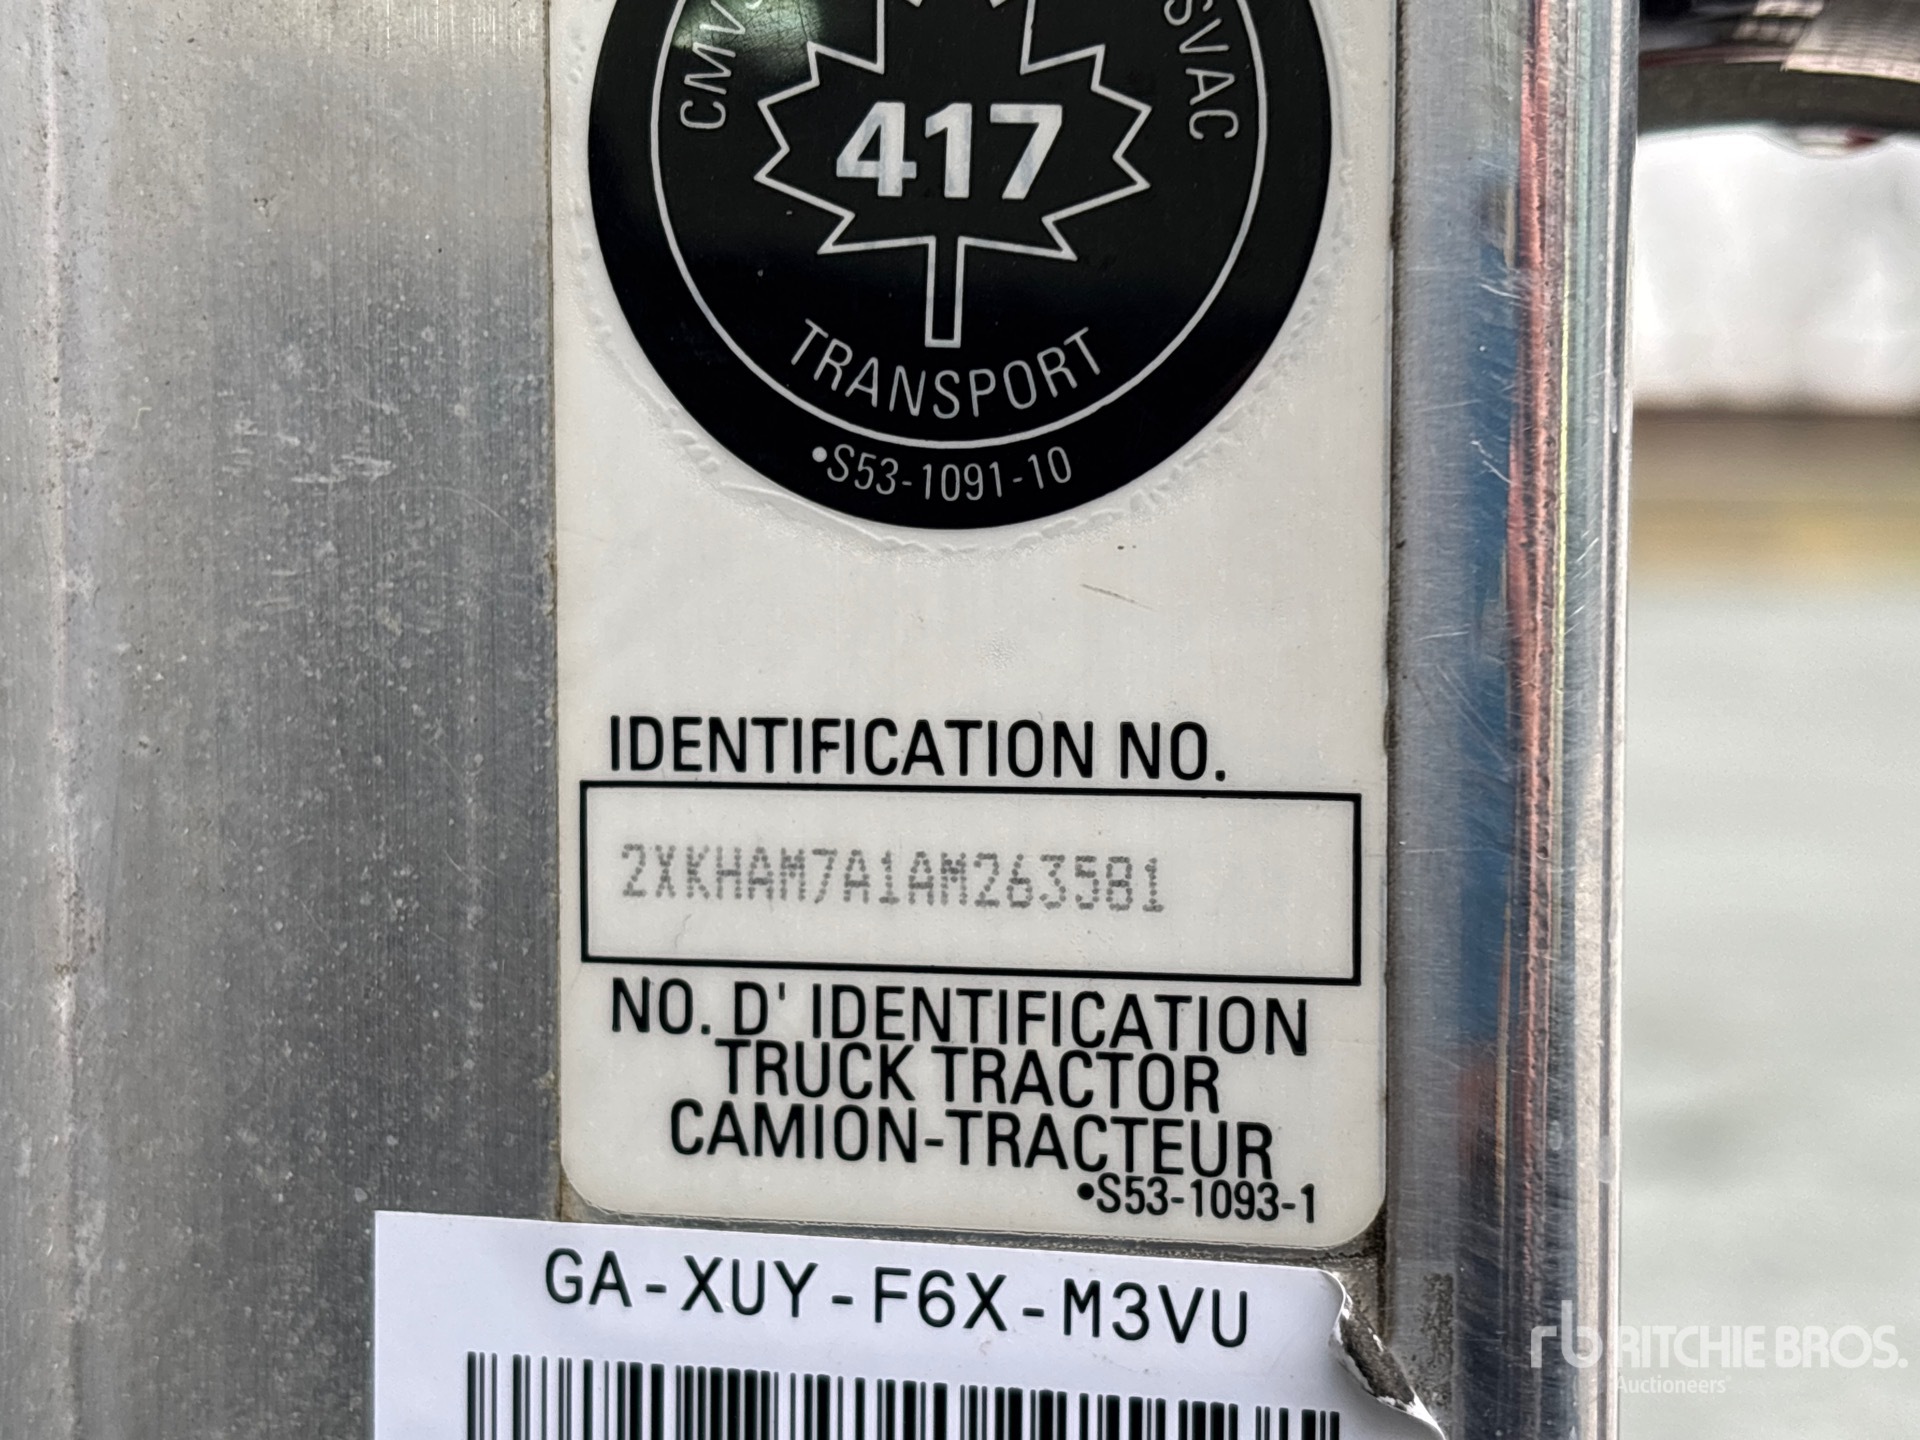 CMV
SVAC
417
TRANSPORT
•S53-1091-10
IDENTIFICATION NO.
2XKHAM7A1AM263581
NO. D' IDENTIFICATION
TRUCK TRACTOR
CAMION-TRACTEUR
•S53-1093-1
GA-XUY-F6X-M3VU
rb RITCHIE BROS.
Auctioneers